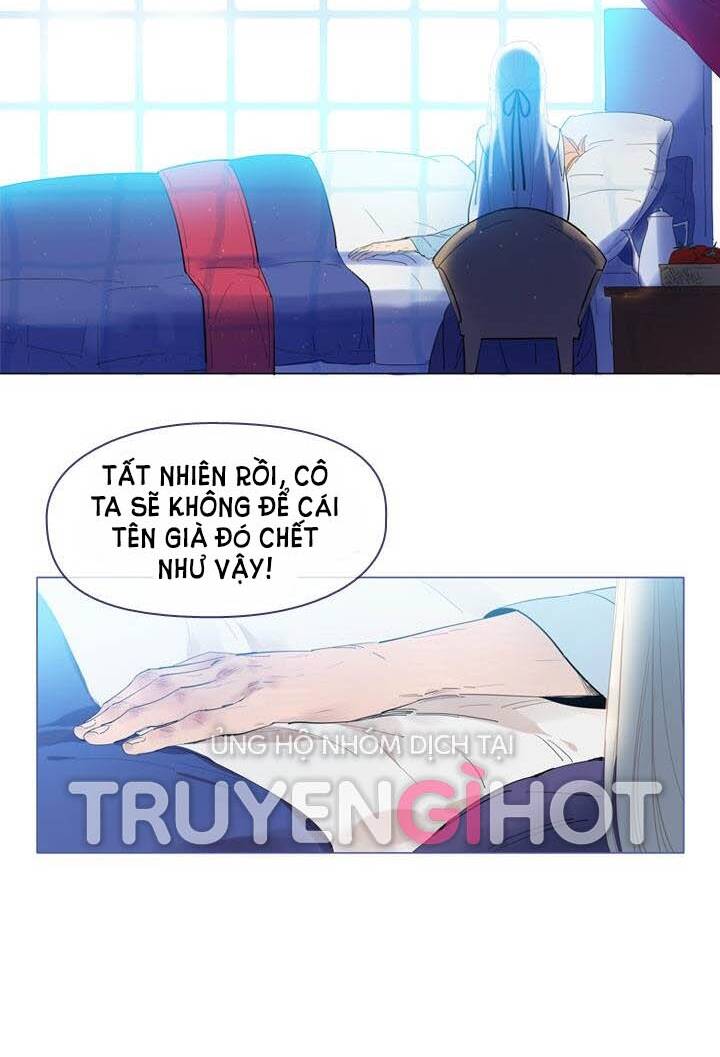 TẤT NHIÊN RỒI, CÔ
TA SẼ KHÔNG ĐỂ CÁI
TÊN GIÀ ĐÓ CHẾT
NHƯ VẬY!
ỦNG HỘ NHÓM DỊCH TẠI
TRUYENGIHOT